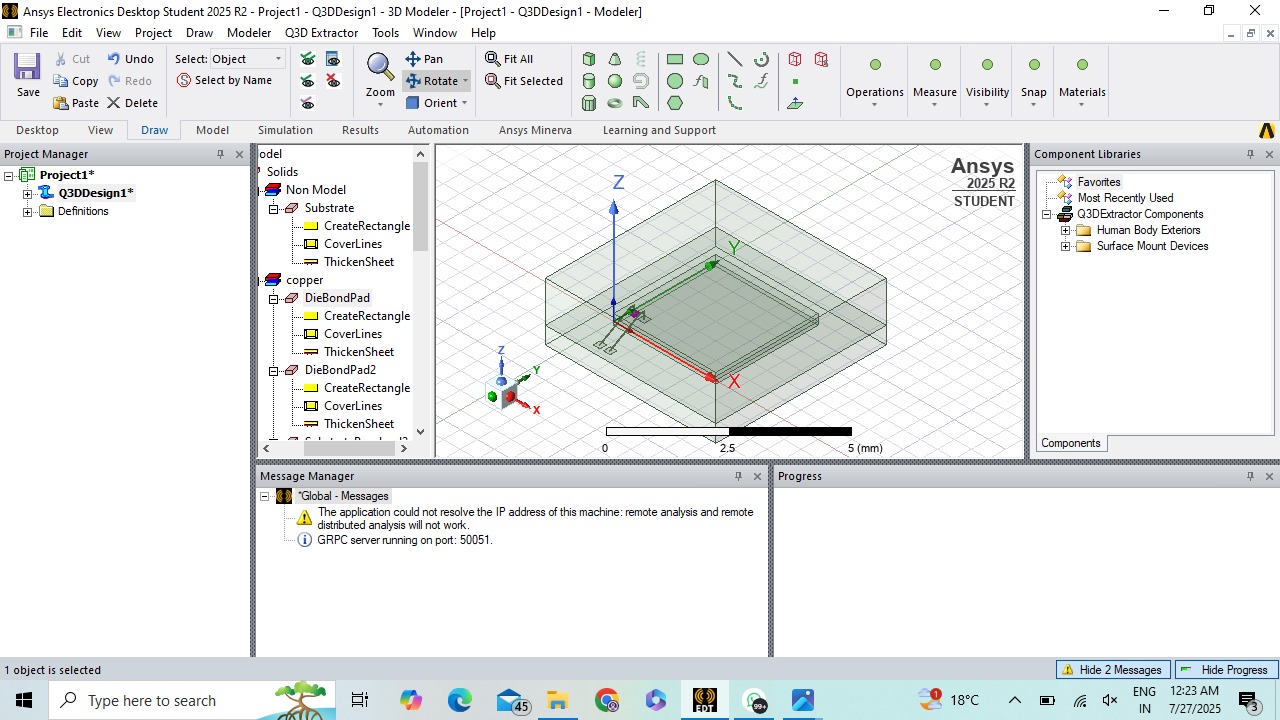 Ansys Electronics Desktop Student 2025 R2 - Project1 - Q3DDesign1 - 3D Modeler - [Project1 - Q3DDesign1 - Modeler]
File Edit View Project Draw Modeler Q3D Extractor Tools Window Help
Save
Cut
Copy
Paste
Undo
Redo
Delete
Select: Object
Select by Name
Zoom
Pan
Rotate
Orient
Fit All
Fit Selected
Operations
Measure
Visibility
Snap
Materials
Desktop View Draw Model Simulation Results Automation Ansys Minerva Learning and Support
Project Manager
Project1*
Q3DDesign1*
Definitions
odel
Solids
Non Model
Substrate
CreateRectangle
CoverLines
ThickenSheet
copper
DieBondPad
CreateRectangle
CoverLines
ThickenSheet
DieBondPad2
CreateRectangle
CoverLines
ThickenSheet
Ansys
2025 R2
STUDENT
Z
Y
X
Z
Y
X
0 2.5 5 (mm)
Component Libraries
Favorites
Most Recently Used
Q3DExtractor Components
Human Body Exteriors
Surface Mount Devices
Components
Message Manager
*Global - Messages
The application could not resolve the IP address of this machine: remote analysis and remote
distributed analysis will not work.
GRPC server running on port: 50051.
Progress
1 object is selected
Hide 2 Messages
Hide Progress
Type here to search
45
EDT
99+
1
18°C
ENG
IN
12:23 AM
7/27/2025
3